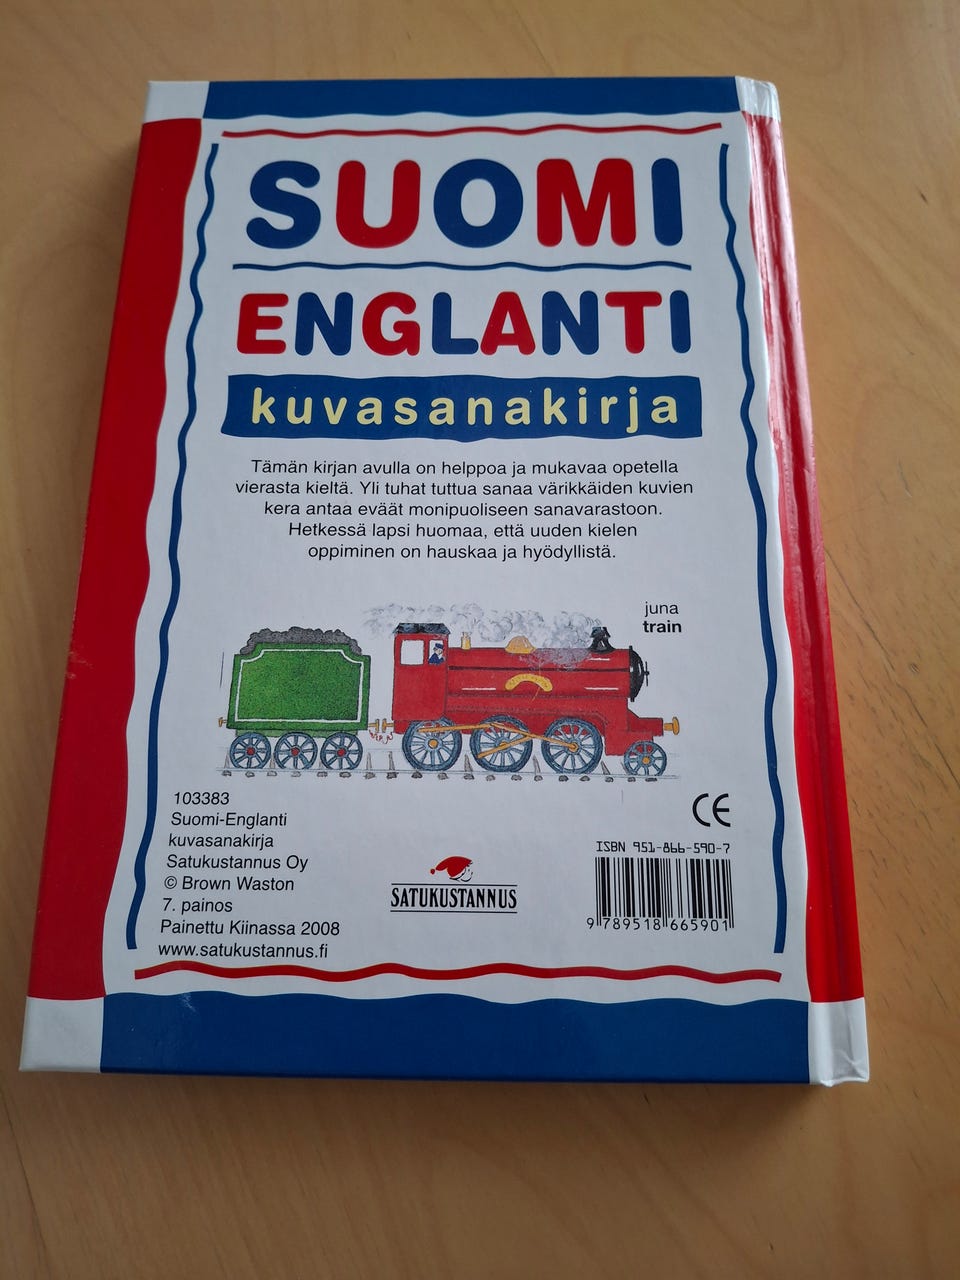 SUOMI
ENGLANTI
kuvasanakirja
Tämän kirjan avulla on helppoa ja mukavaa opetella
vierasta kieltä. Yli tuhat tuttua sanaa värikkäiden kuvien
kera antaa eväät monipuoliseen sanavarastoon.
Hetkessä lapsi huomaa, että uuden kielen
oppiminen on hauskaa ja hyödyllistä.
juna
train
103383
Suomi-Englanti
kuvasanakirja
Satukustannus Oy
© Brown Waston
7. painos
Painettu Kiinassa 2008
www.satukustannus.fi
SATUKUSTANNUS
CE
ISBN 951-866-590-7
9 789518 665901